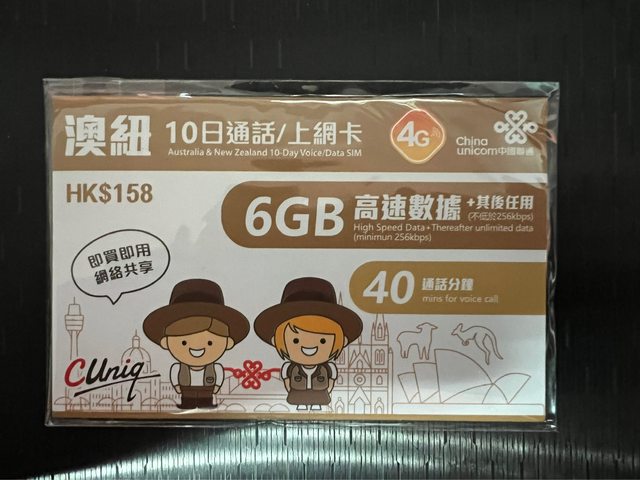 澳紐 10日通話/上網卡
Australia & New Zealand 10-Day Voice/Data SIM
4G
China
unicom中国联通
HK$158
6GB 高速數據 +其後任用
(不低於256kbps)
High Speed Data+Thereafter unlimited data
(minimun 256kbps)
即買即用
網絡共享
40 通話分鐘
mins for voice call
CUniq